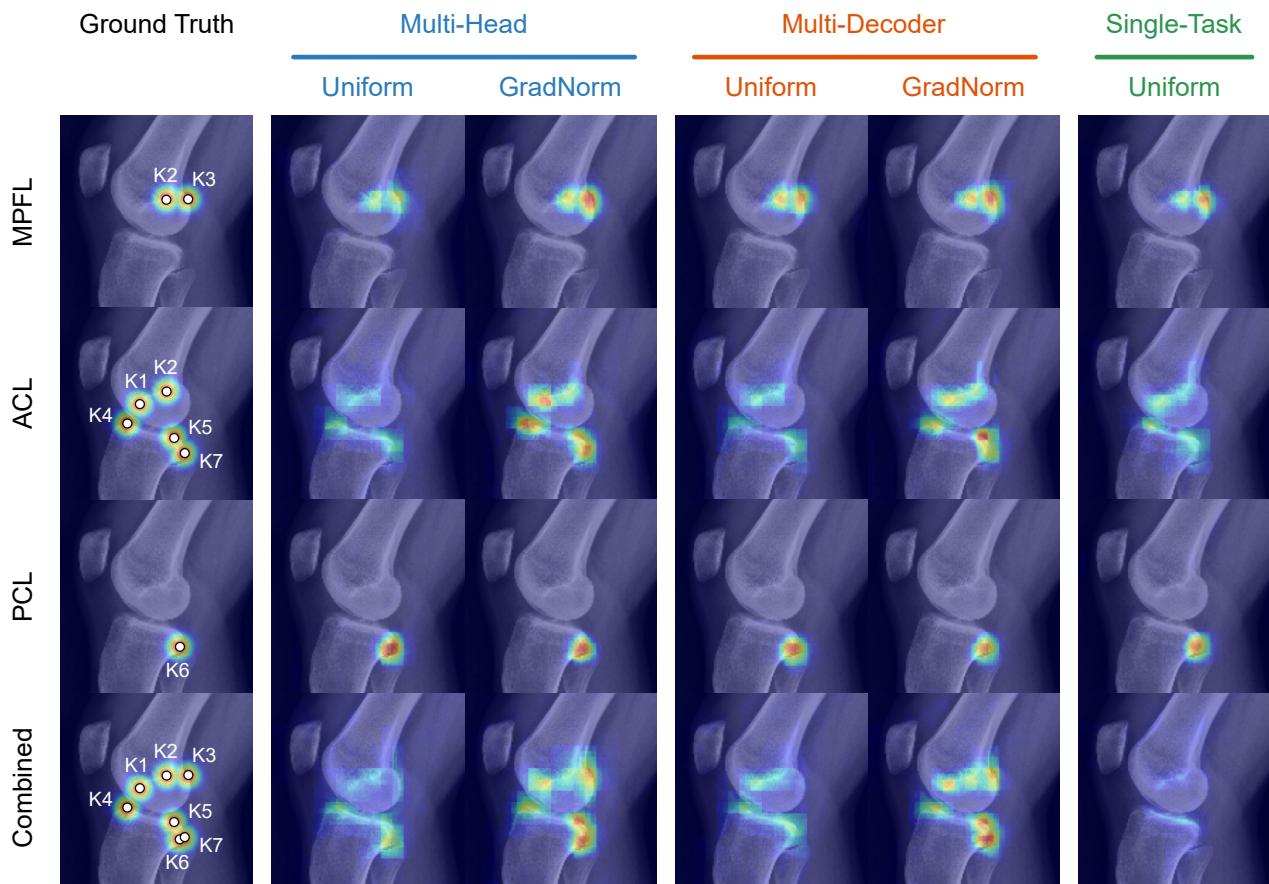 Ground Truth Multi-Head Multi-Decoder Single-Task
Uniform GradNorm Uniform GradNorm Uniform
MPFL
K2 K3
ACL
K2
K1
K4
K5
K7
PCL
K6
Combined
K2 K3
K1
K4
K5
K7
K6